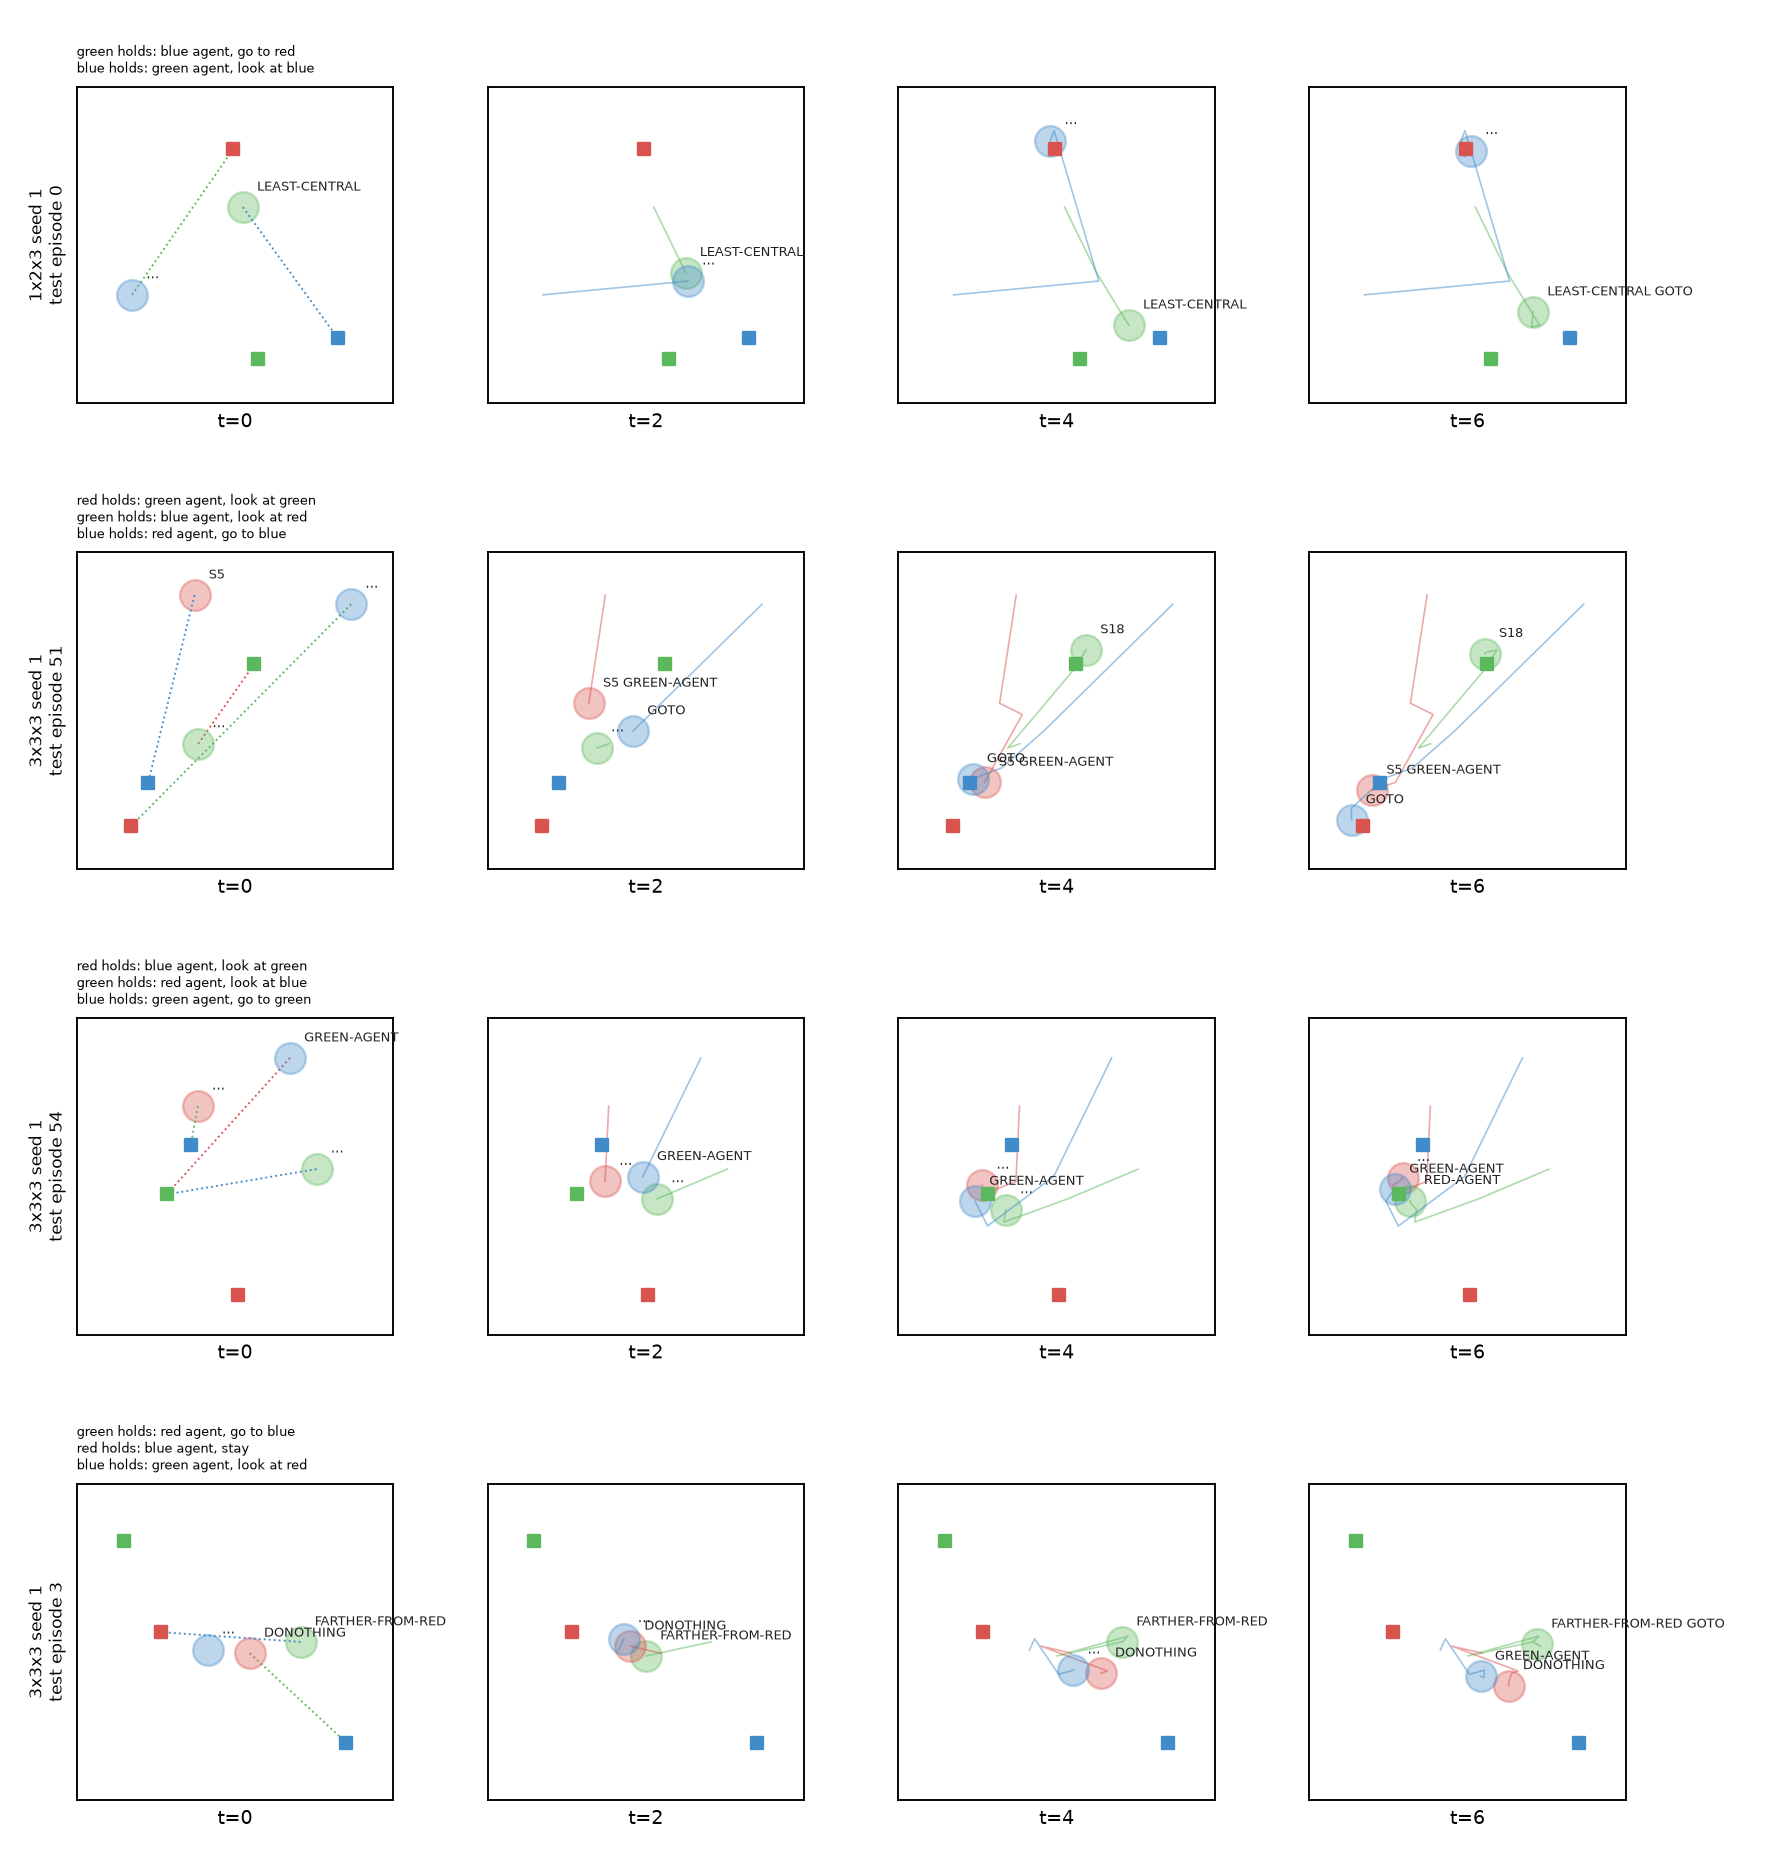 green holds: blue agent, go to red
blue holds: green agent, look at blue
1x2x3 seed 1
test episode 0
LEAST-CENTRAL
...
t=0
LEAST-CENTRAL
...
t=2
...
LEAST-CENTRAL
t=4
...
LEAST-CENTRAL GOTO
t=6
red holds: green agent, look at green
green holds: blue agent, look at red
blue holds: red agent, go to blue
3x3x3 seed 1
test episode 51
S5
...
...
t=0
S5 GREEN-AGENT
GOTO
...
t=2
S18
GOTO
S5 GREEN-AGENT
t=4
S18
S5 GREEN-AGENT
GOTO
t=6
red holds: blue agent, look at green
green holds: red agent, look at blue
blue holds: green agent, go to green
3x3x3 seed 1
test episode 54
GREEN-AGENT
...
...
t=0
GREEN-AGENT
...
...
t=2
...
GREEN-AGENT
...
t=4
...
GREEN-AGENT
RED-AGENT
t=6
green holds: red agent, go to blue
red holds: blue agent, stay
blue holds: green agent, look at red
3x3x3 seed 1
test episode 3
FARTHER-FROM-RED
...
DONOTHING
t=0
...
DONOTHING
FARTHER-FROM-RED
t=2
FARTHER-FROM-RED
...
DONOTHING
t=4
FARTHER-FROM-RED GOTO
GREEN-AGENT
DONOTHING
t=6